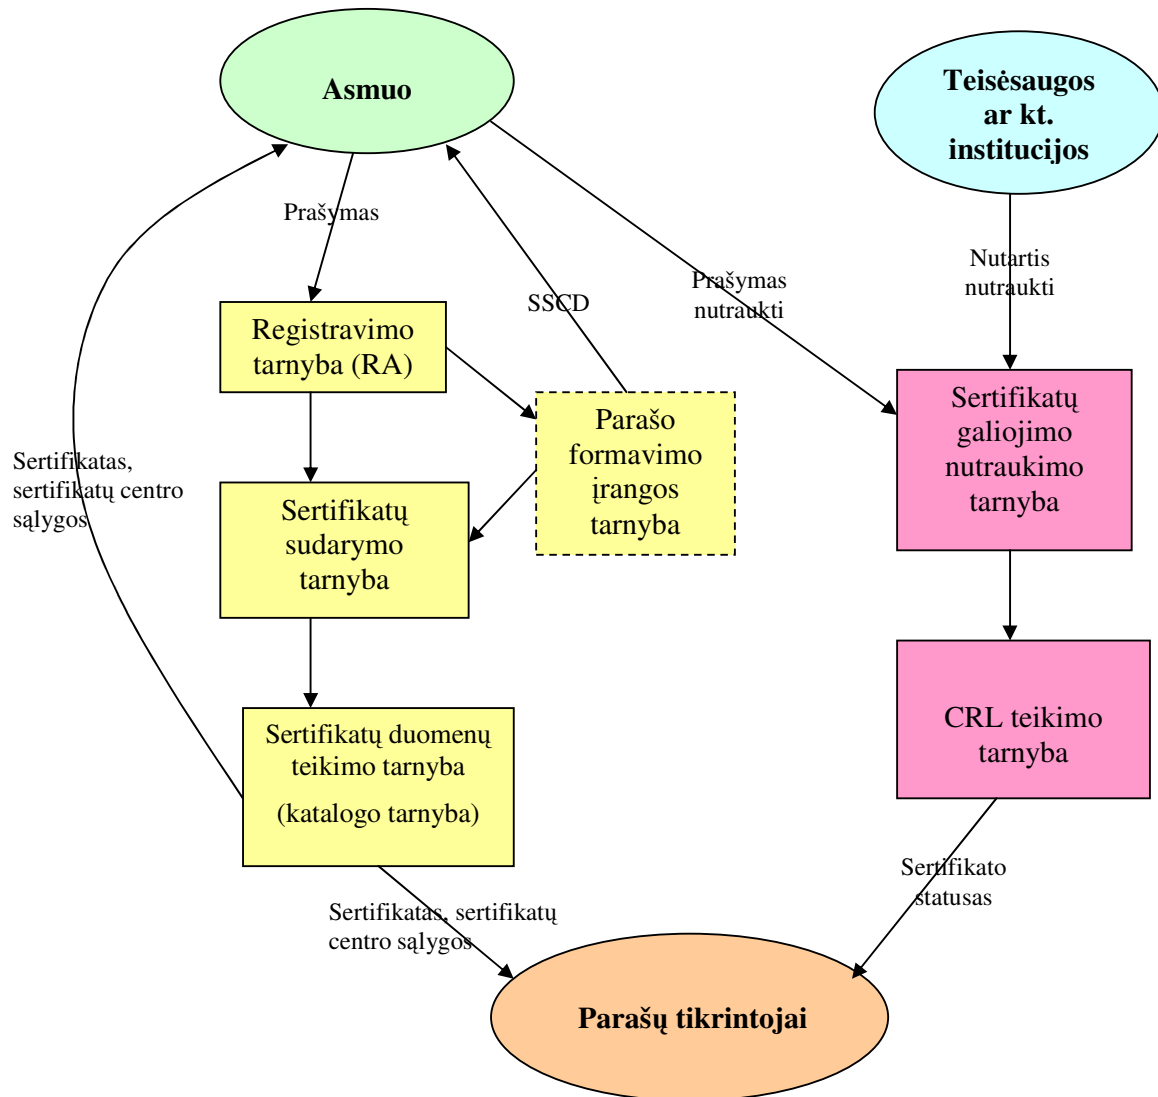 Asmuo
Teisėsaugos
ar kt.
institucijos
Prašymas
Nutartis
nutraukti
Prašymas
nutraukti
SSCD
Registravimo
tarnyba (RA)
Parašo
formavimo
įrangos
tarnyba
Sertifikatų
galiojimo
nutraukimo
tarnyba
Sertifikatas,
sertifikatų centro
sąlygos
Sertifikatų
sudarymo
tarnyba
Sertifikatų duomenų
teikimo tarnyba
(katalogo tarnyba)
CRL teikimo
tarnyba
Sertifikato
statusas
Sertifikatas, sertifikatų
centro sąlygos
Parašų tikrintojai